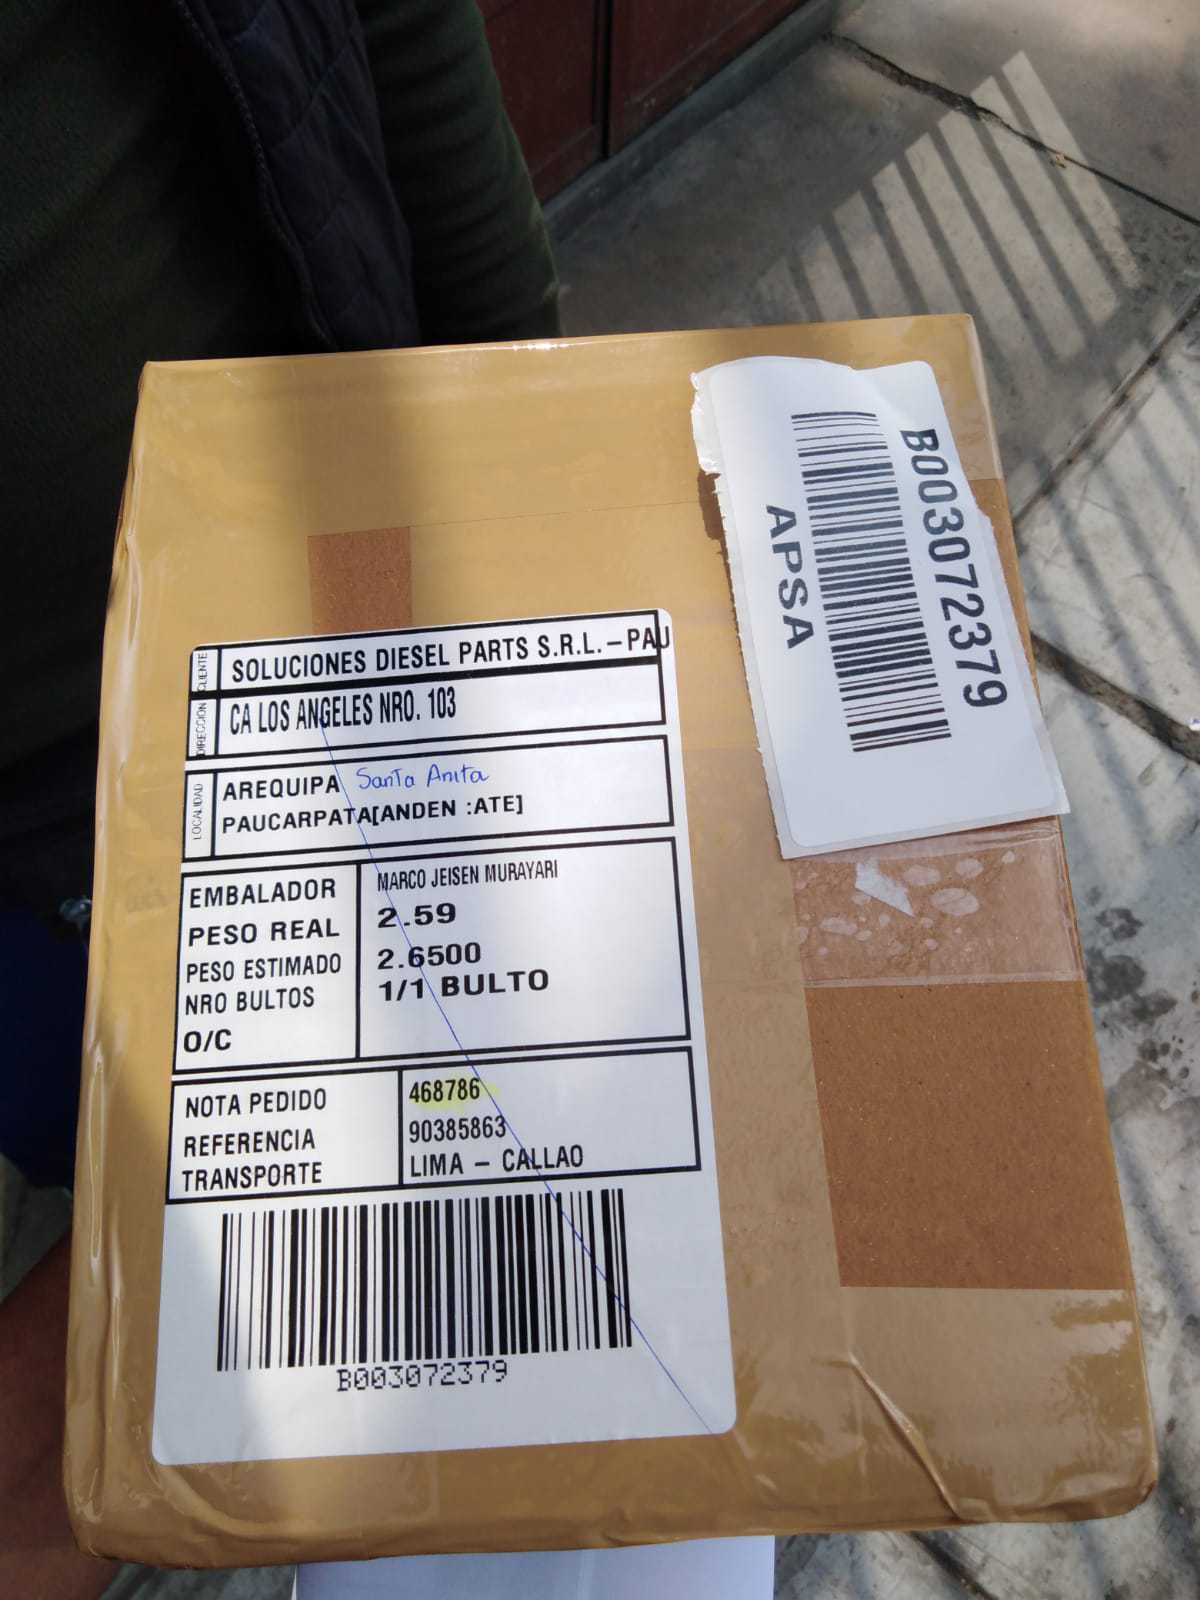 CLIENTE SOLUCIONES DIESEL PARTS S.R.L. - PAU
DIRECCION CA LOS ANGELES NRO. 103
LOCALIDAD AREQUIPA Santa Anita
PAUCARPATA[ANDEN :ATE]
EMBALADOR MARCO JEISEN MURAYARI
PESO REAL 2.59
PESO ESTIMADO 2.6500
NRO BULTOS 1/1 BULTO
O/C
NOTA PEDIDO 468786
REFERENCIA 90385863
TRANSPORTE LIMA - CALLAO
B003072379
B003072379
APSA